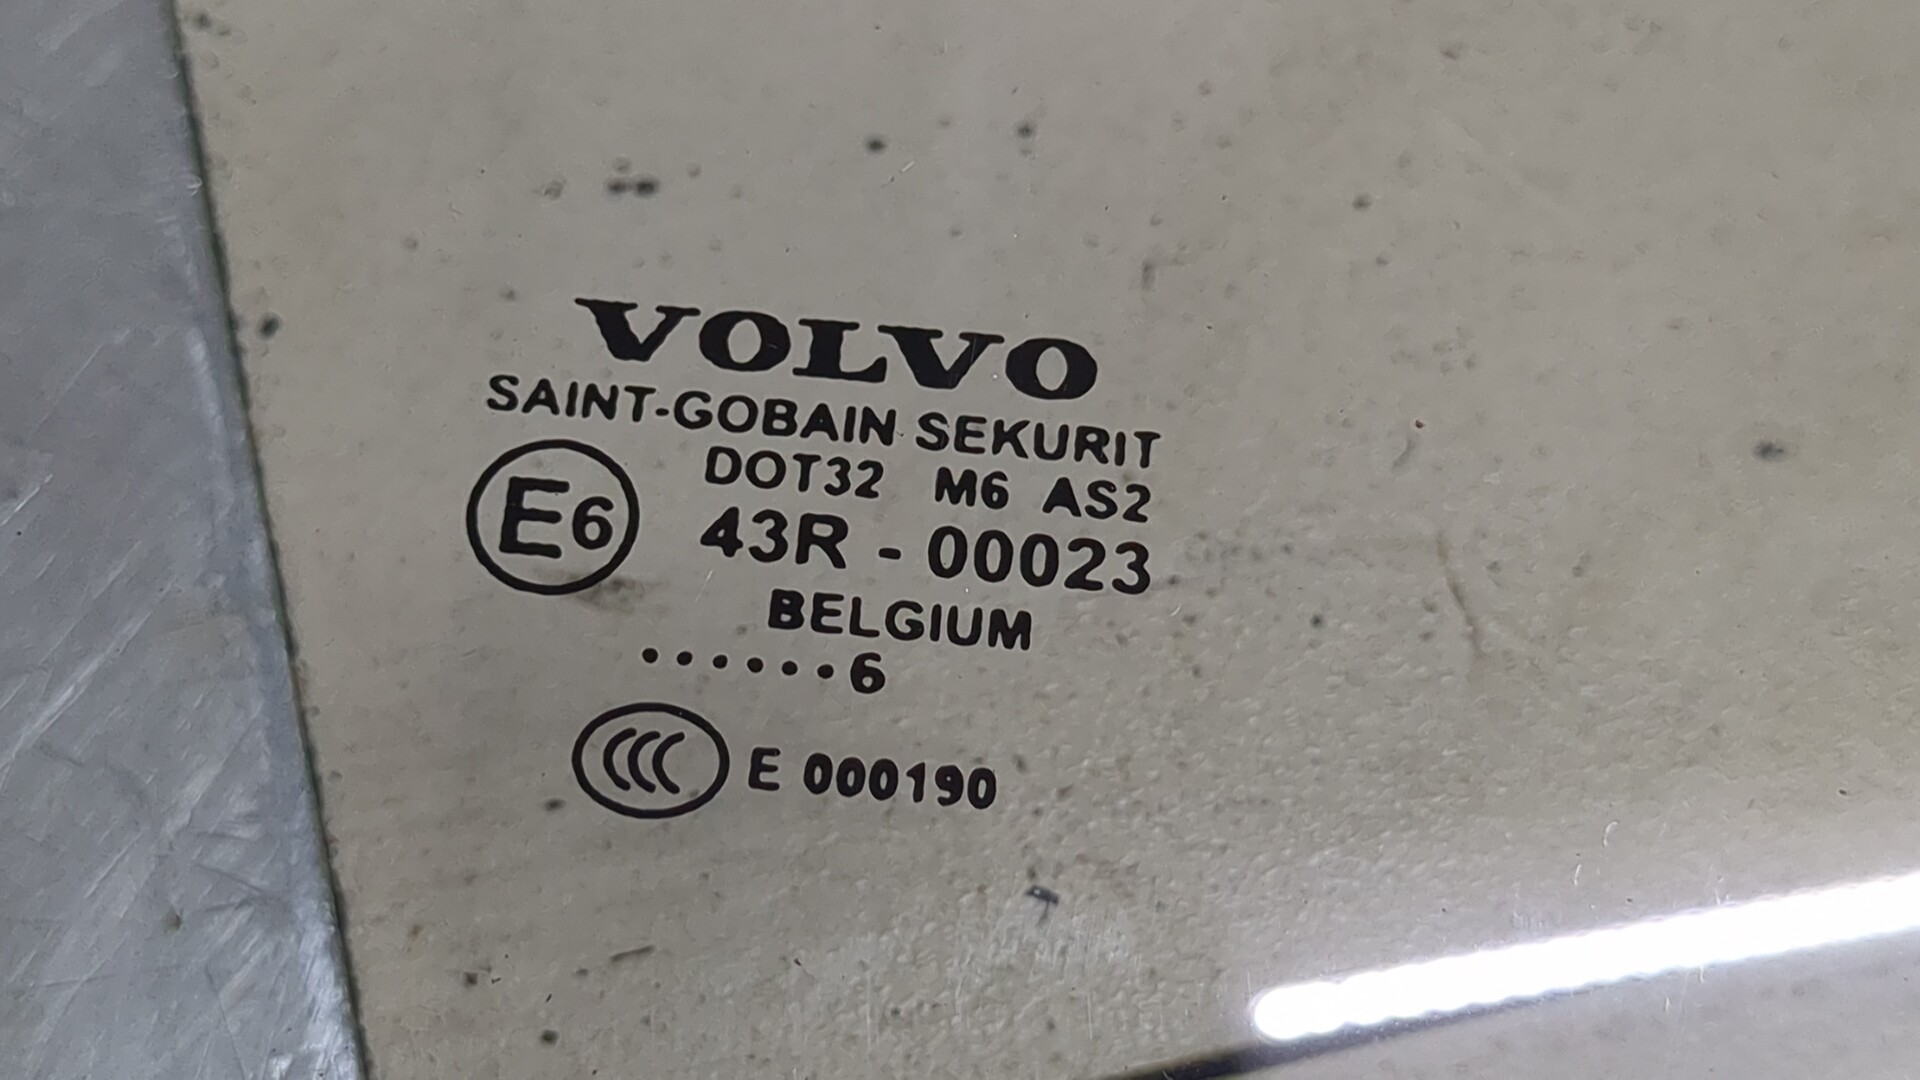 VOLVO
SAINT-GOBAIN SEKURIT
DOT32 M6 AS2
E6
43R - 00023
BELGIUM
······6
CCC E 000190